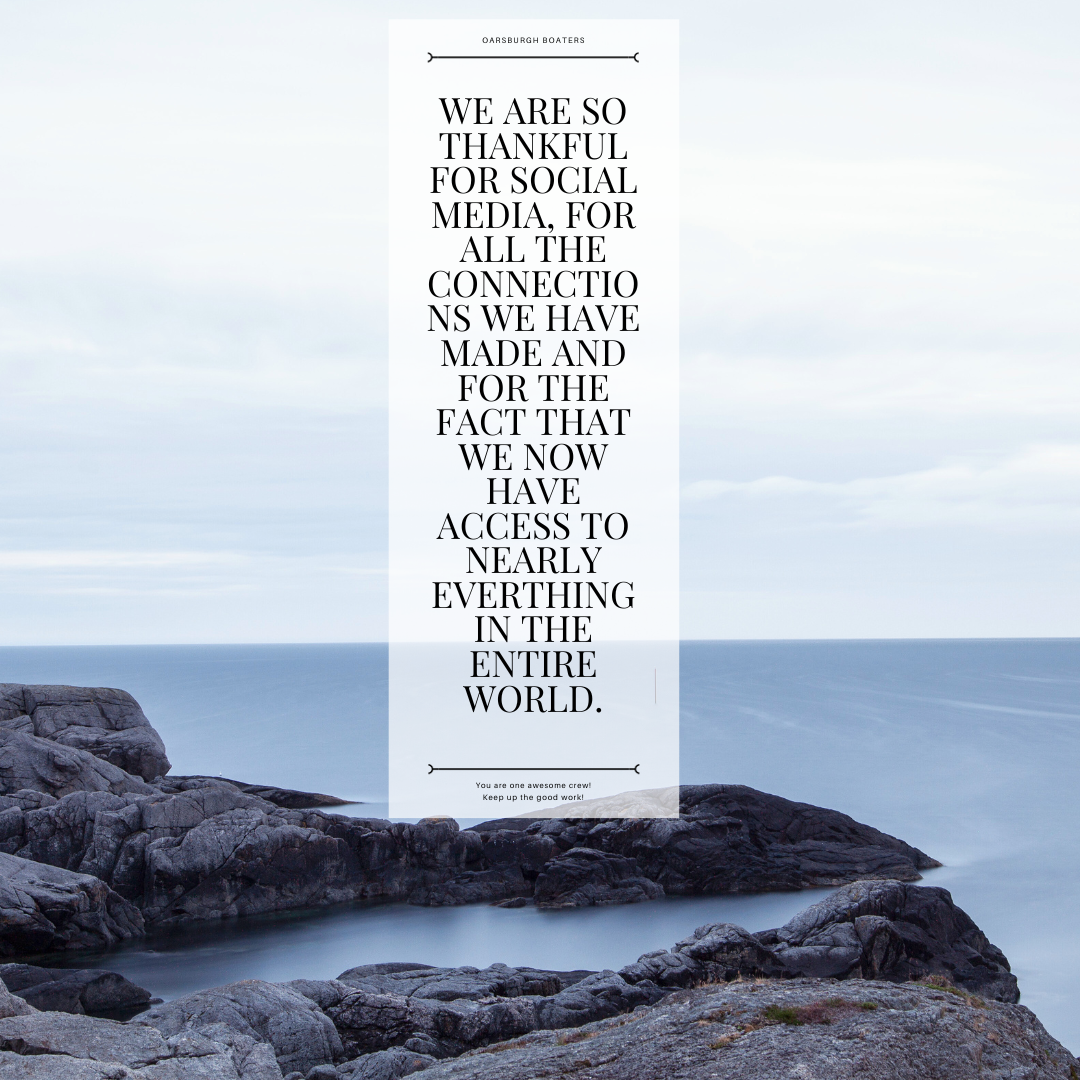 OARSBURGH BOATERS
WE ARE SO
THANKFUL
FOR SOCIAL
MEDIA, FOR
ALL THE
CONNECTIO
NS WE HAVE
MADE AND
FOR THE
FACT THAT
WE NOW
HAVE
ACCESS TO
NEARLY
EVERTHING
IN THE
ENTIRE
WORLD.
You are one awesome crew!
Keep up the good work!